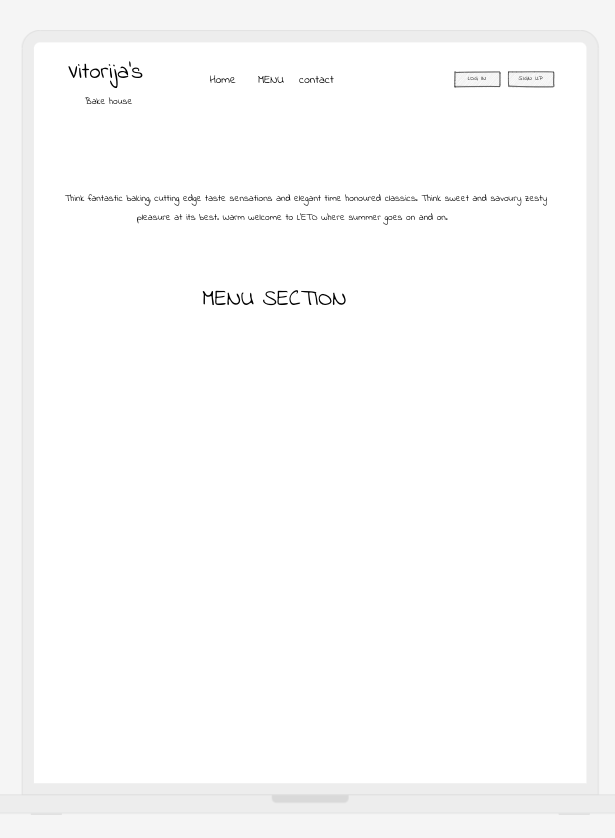 Vitorija's
Bake house
Home MENU contact
LOG IN SIGN UP
Think fantastic baking, cutting edge taste sensations and elegant time honoured classics. Think sweet and savoury, zesty
pleasure at its best. Warm welcome to L'ETO where summer goes on and on.
MENU SECTION